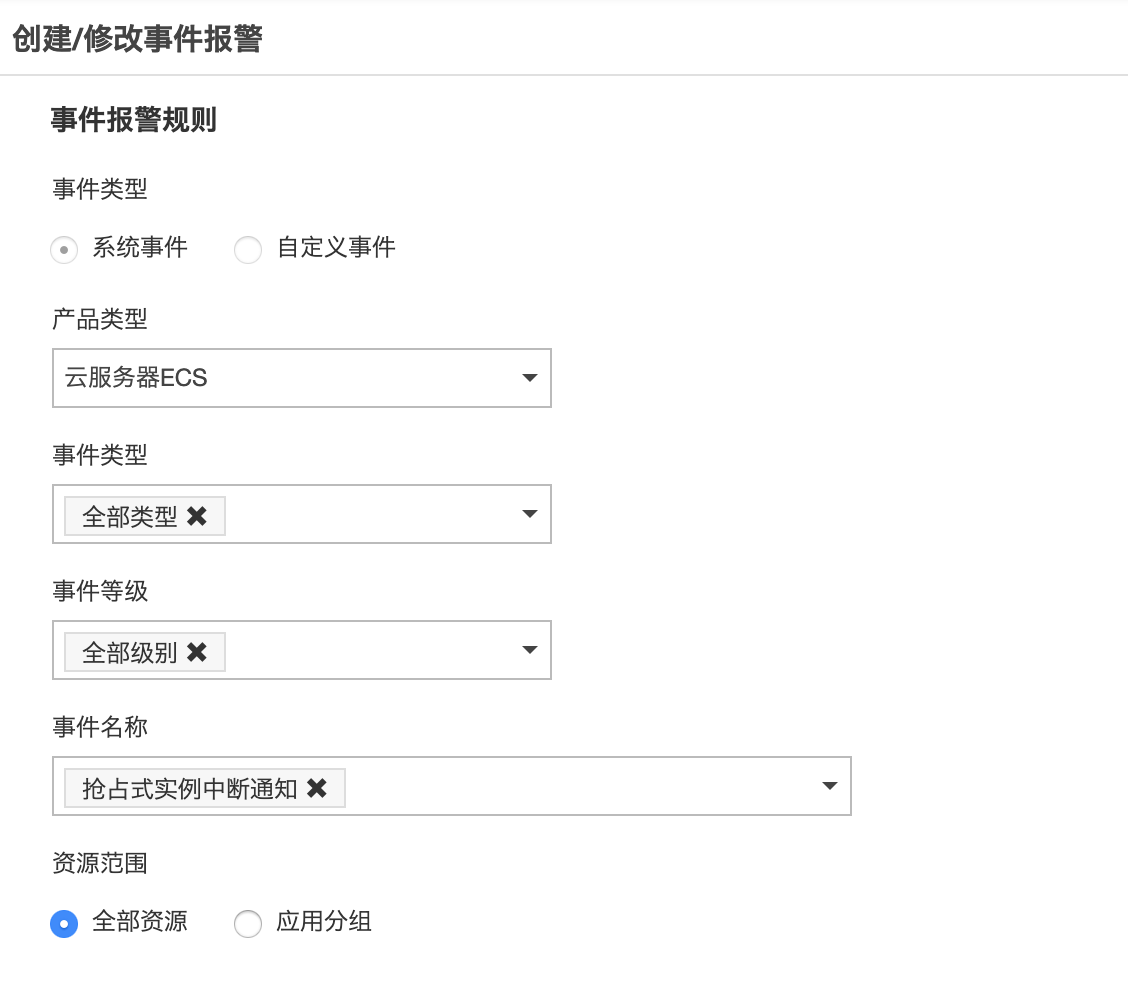 创建/修改事件报警
事件报警规则
事件类型
系统事件 自定义事件
产品类型
云服务器ECS
事件类型
全部类型 ✖
事件等级
全部级别 ✖
事件名称
抢占式实例中断通知 ✖
资源范围
全部资源 应用分组